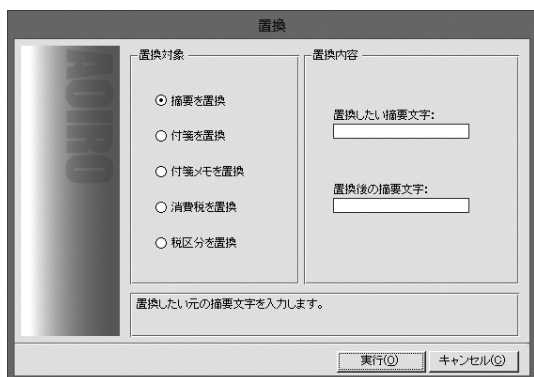 置換
AOIRO
置換対象
摘要を置換
付箋を置換
付箋メモを置換
消費税を置換
税区分を置換
置換内容
置換したい摘要文字:
置換後の摘要文字:
置換したい元の摘要文字を入力します。
実行(O)
キャンセル(C)